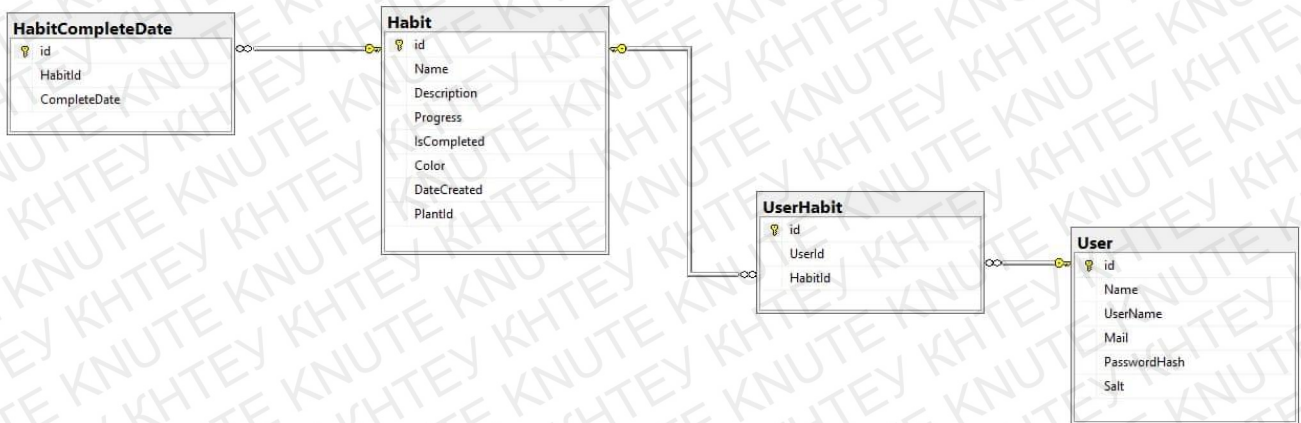 HabitCompleteDate
id
HabitId
CompleteDate
Habit
id
Name
Description
Progress
IsCompleted
Color
DateCreated
PlantId
UserHabit
id
UserId
HabitId
User
id
Name
UserName
Mail
PasswordHash
Salt